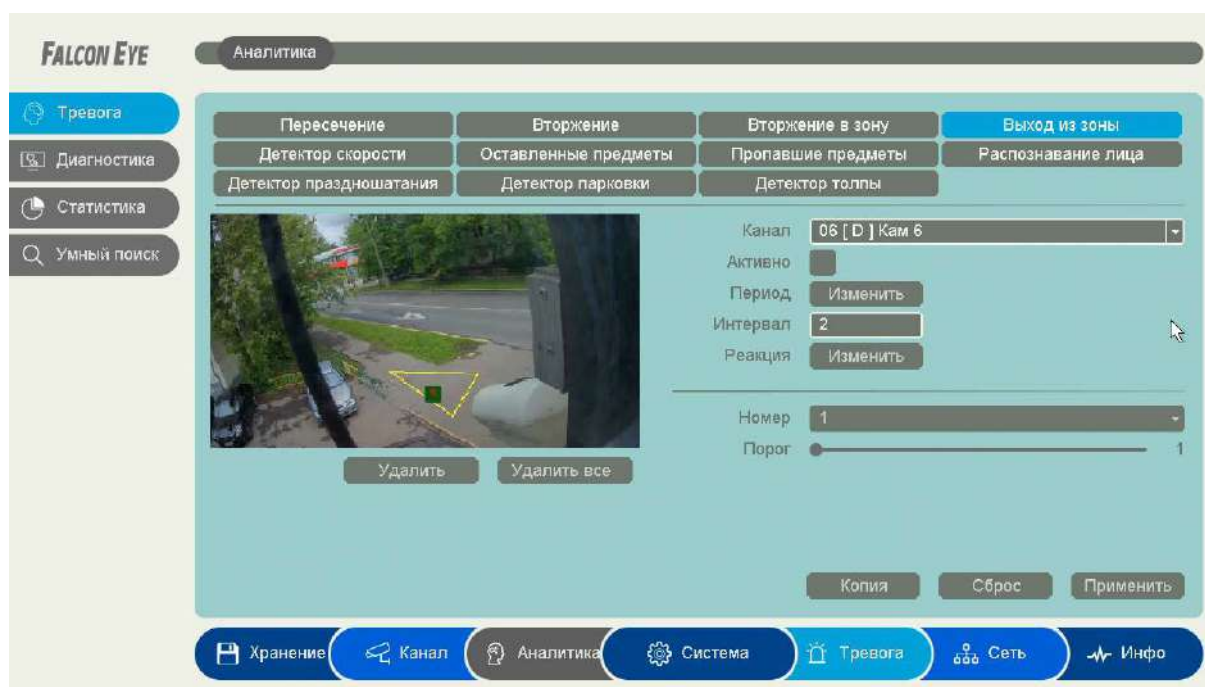 FALCON EYE
Аналитика
Тревога
Диагностика
Статистика
Умный поиск
Пересечение Вторжение Вторжение в зону Выход из зоны
Детектор скорости Оставленные предметы Пропавшие предметы Распознавание лица
Детектор праздношатания Детектор парковки Детектор толпы
Канал 06 [ D ] Кам 6
Активно
Период Изменить
Интервал 2
Реакция Изменить
Номер 1
Порог 1
Удалить Удалить все
Копия Сброс Применить
Хранение Канал Аналитика Система Тревога Сеть Инфо